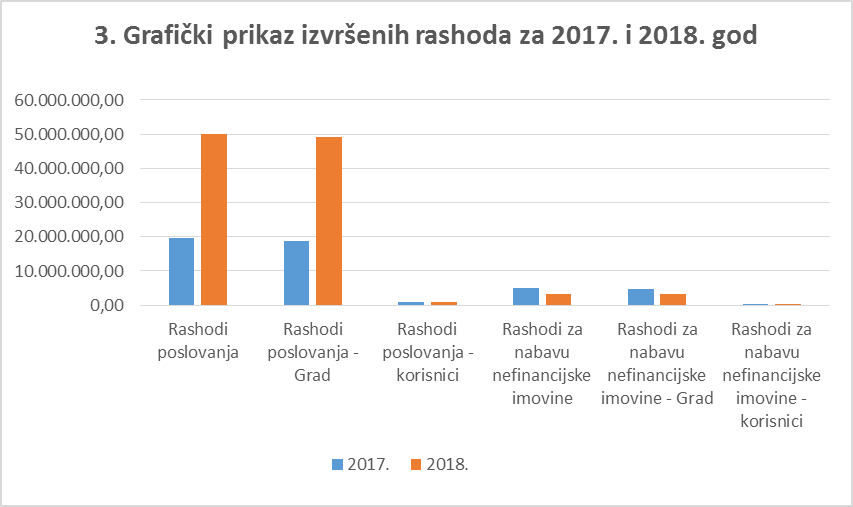 3. Grafički prikaz izvršenih rashoda za 2017. i 2018. god
60.000.000,00
50.000.000,00
40.000.000,00
30.000.000,00
20.000.000,00
10.000.000,00
0,00
Rashodi
poslovanja
Rashodi
poslovanja -
Grad
Rashodi
poslovanja -
korisnici
Rashodi za
nabavu
nefinancijske
imovine
Rashodi za
nabavu
nefinancijske
imovine - Grad
Rashodi za
nabavu
nefinancijske
imovine -
korisnici
2017.
2018.